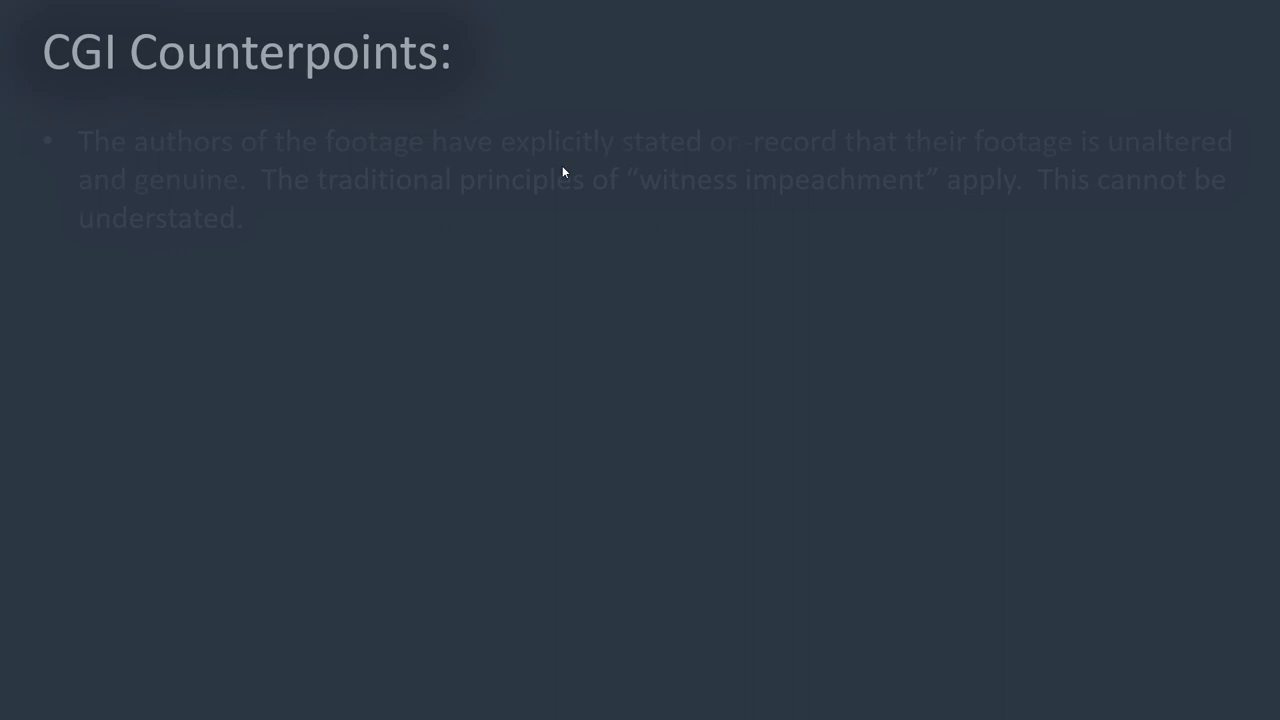 CGI Counterpoints:
• The authors of the footage have explicitly stated on-record that their footage is unaltered
and genuine. The traditional principles of “witness impeachment” apply. This cannot be
understated.